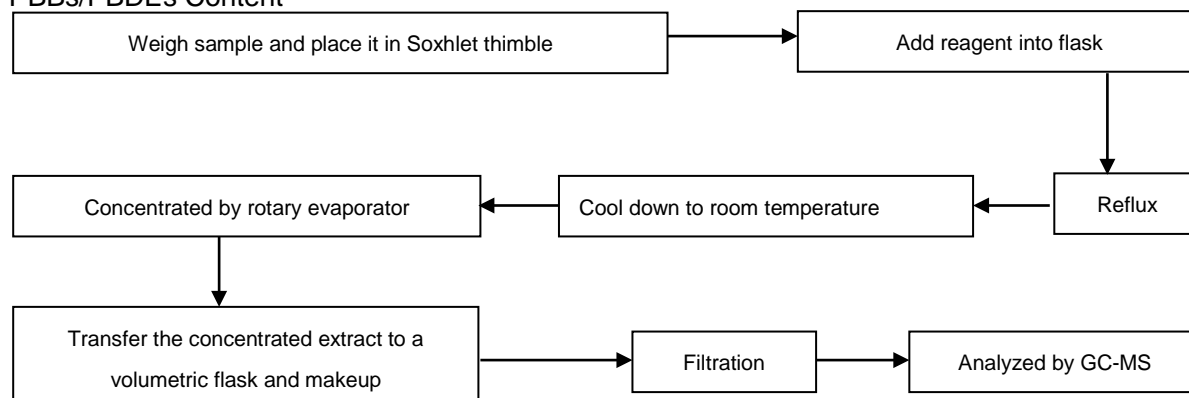 PBBs/PBDEs Content
Weigh sample and place it in Soxhlet thimble
Add reagent into flask
Reflux
Cool down to room temperature
Concentrated by rotary evaporator
Transfer the concentrated extract to a
volumetric flask and makeup
Filtration
Analyzed by GC-MS